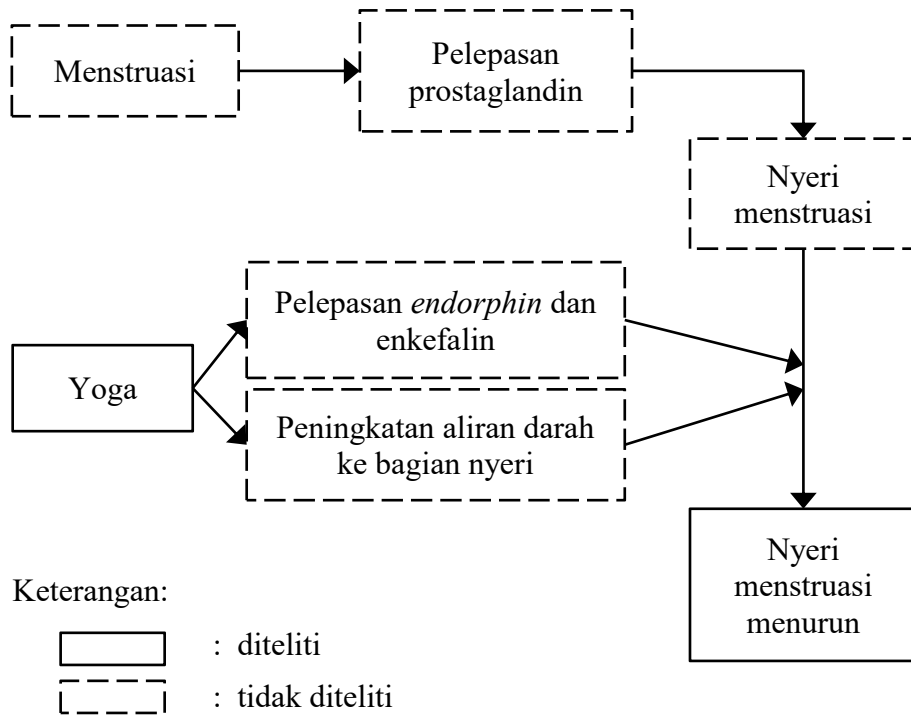 Menstruasi
Pelepasan
prostaglandin
Nyeri
menstruasi
Pelepasan endorphin dan
enkefalin
Yoga
Peningkatan aliran darah
ke bagian nyeri
Nyeri
menstruasi
menurun
Keterangan:
: diteliti
: tidak diteliti